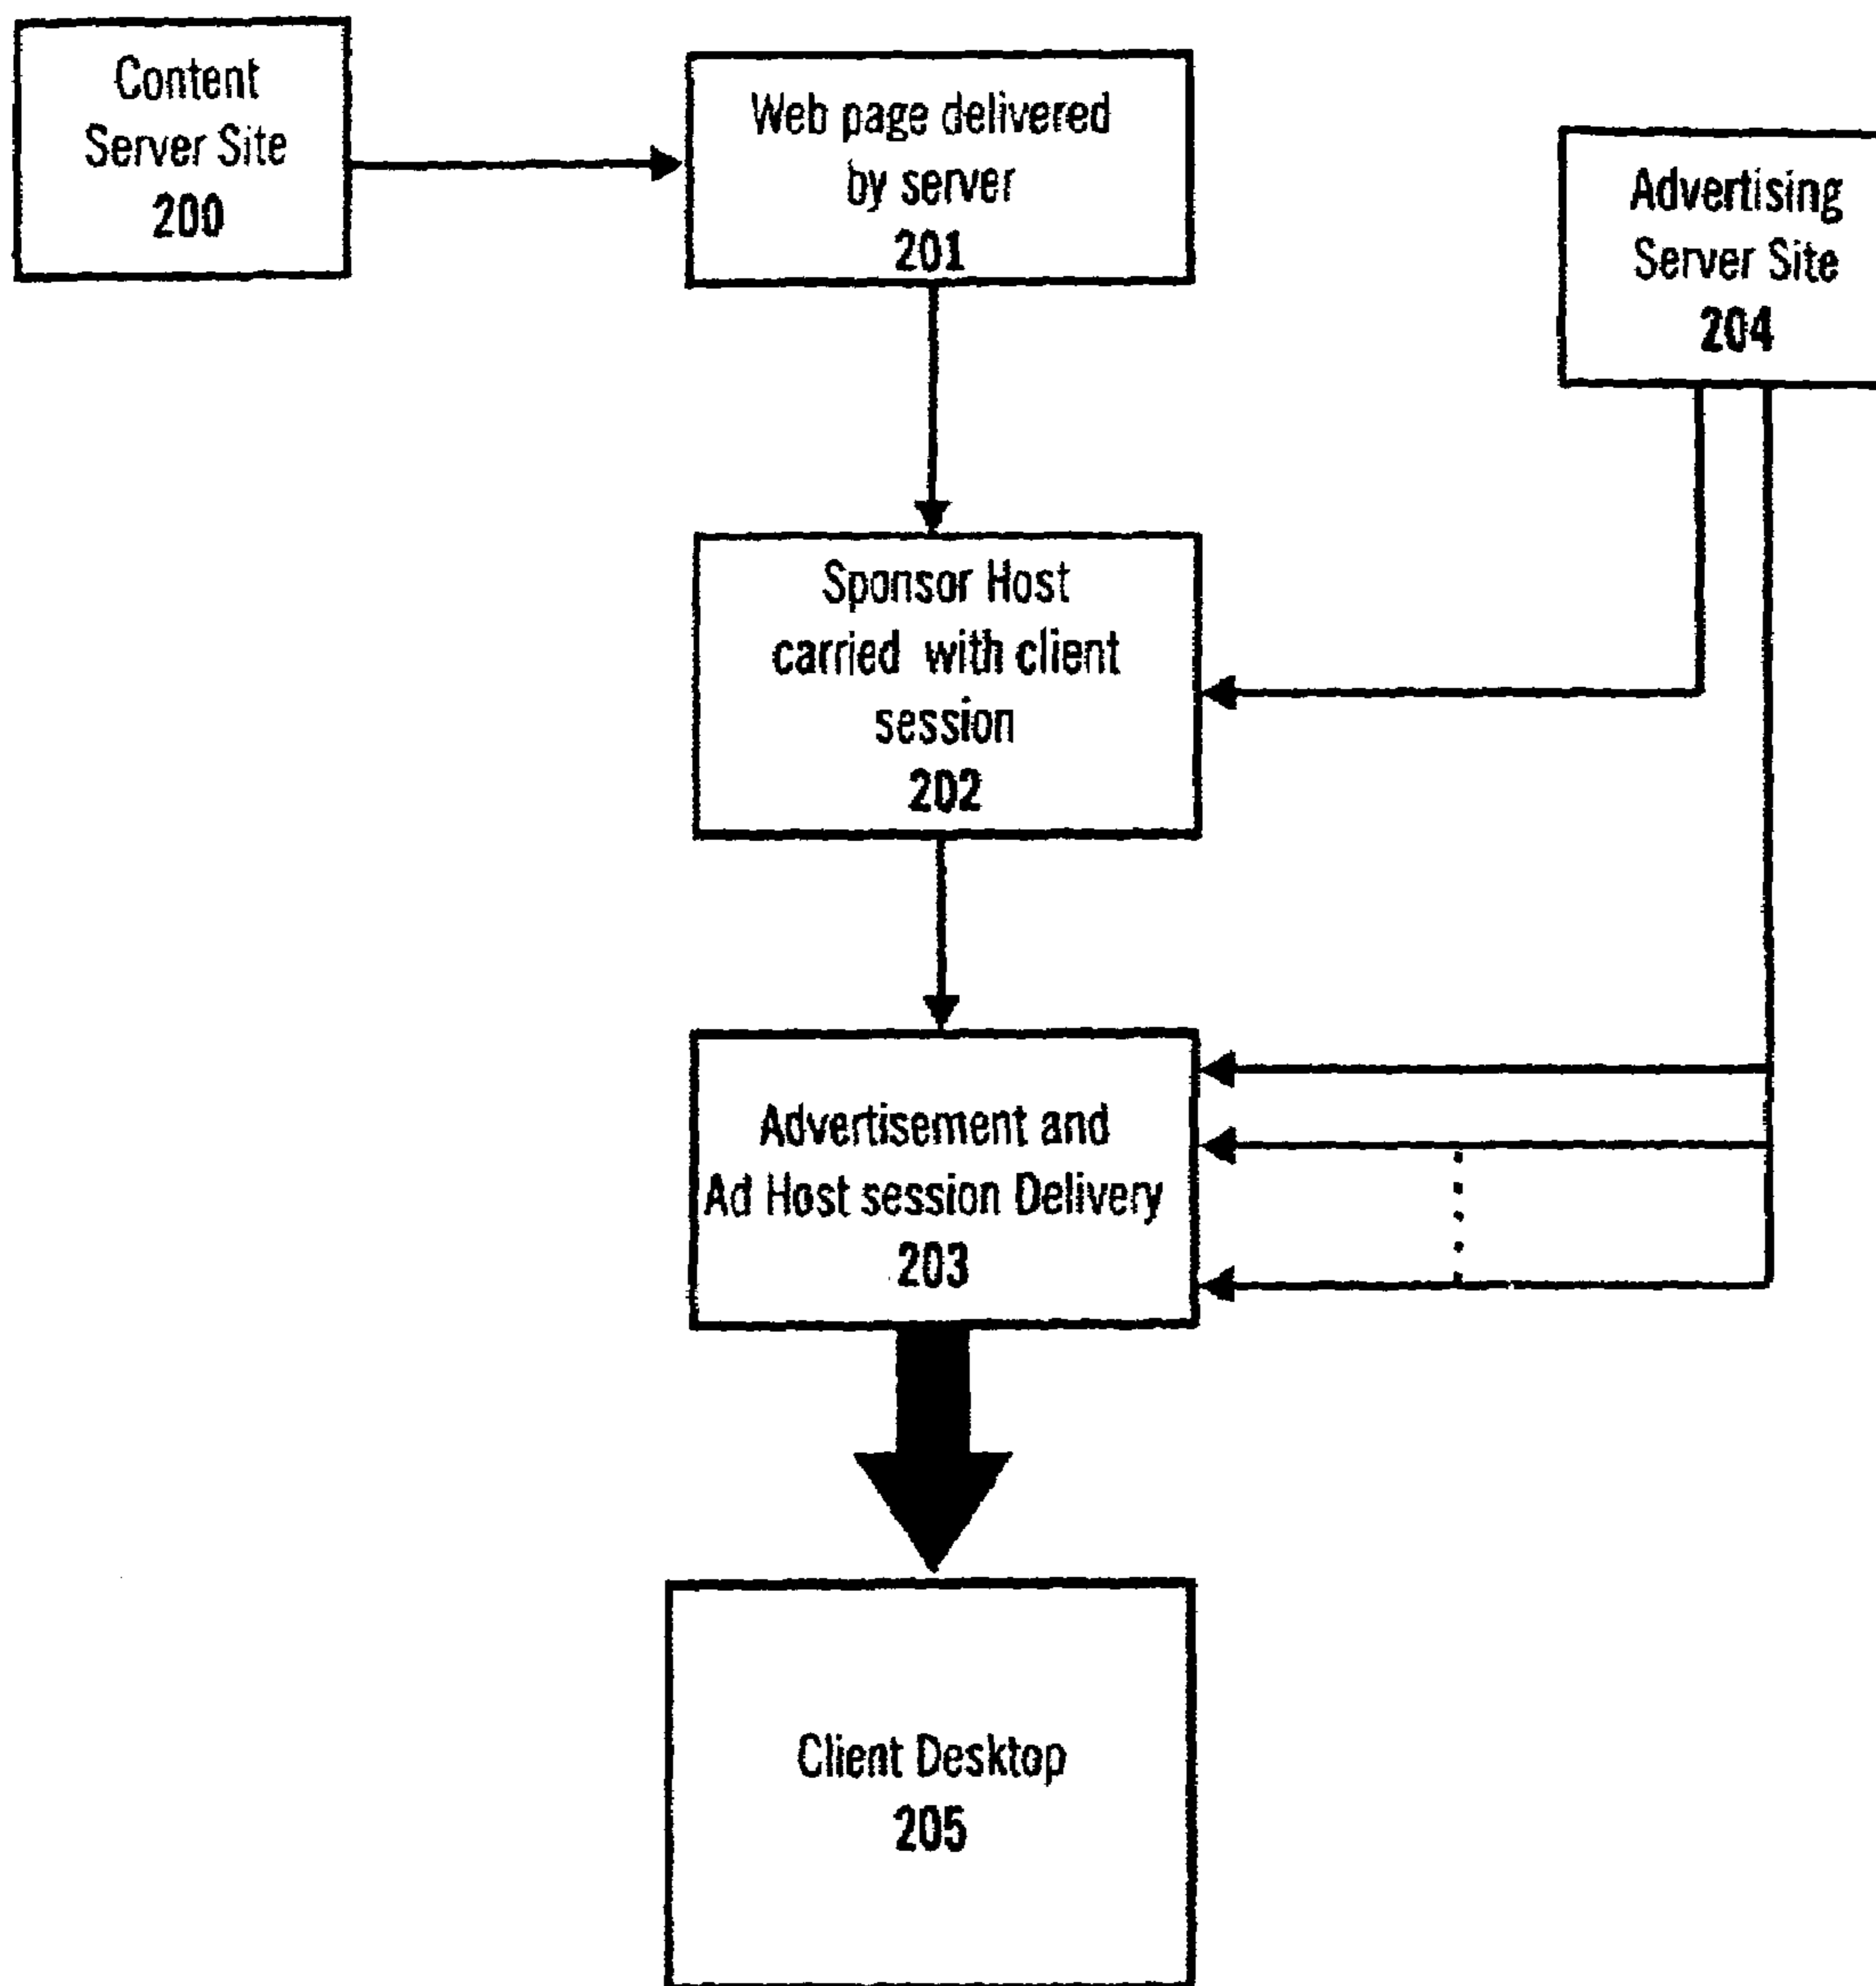 Content
Server Site
200
Web page delivered
by server
201
Advertising
Server Site
204
Sponsor Host
carried with client
session
202
Advertisement and
Ad Host session Delivery
203
Client Desktop
205